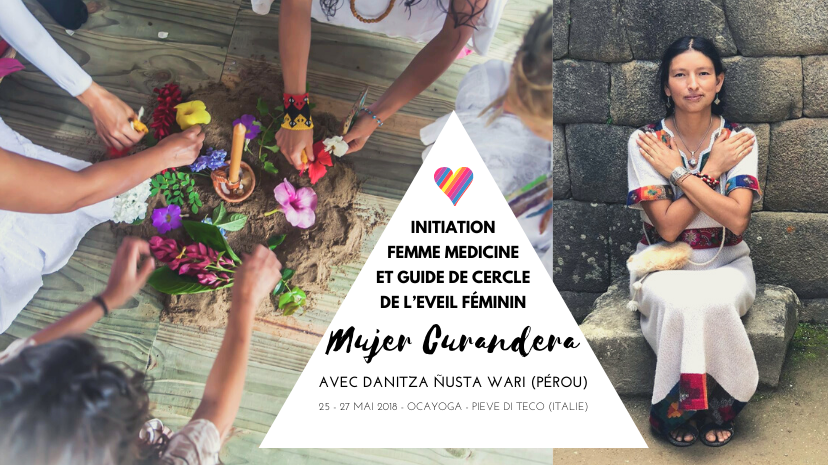 INITIATION
FEMME MEDICINE
ET GUIDE DE CERCLE
DE L'EVEIL FÉMININ
Mujer Curandera
AVEC DANITZA ÑUSTA WARI (PÉROU)
25 - 27 MAI 2018 - OCAYOGA - PIEVE DI TECO (ITALIE)